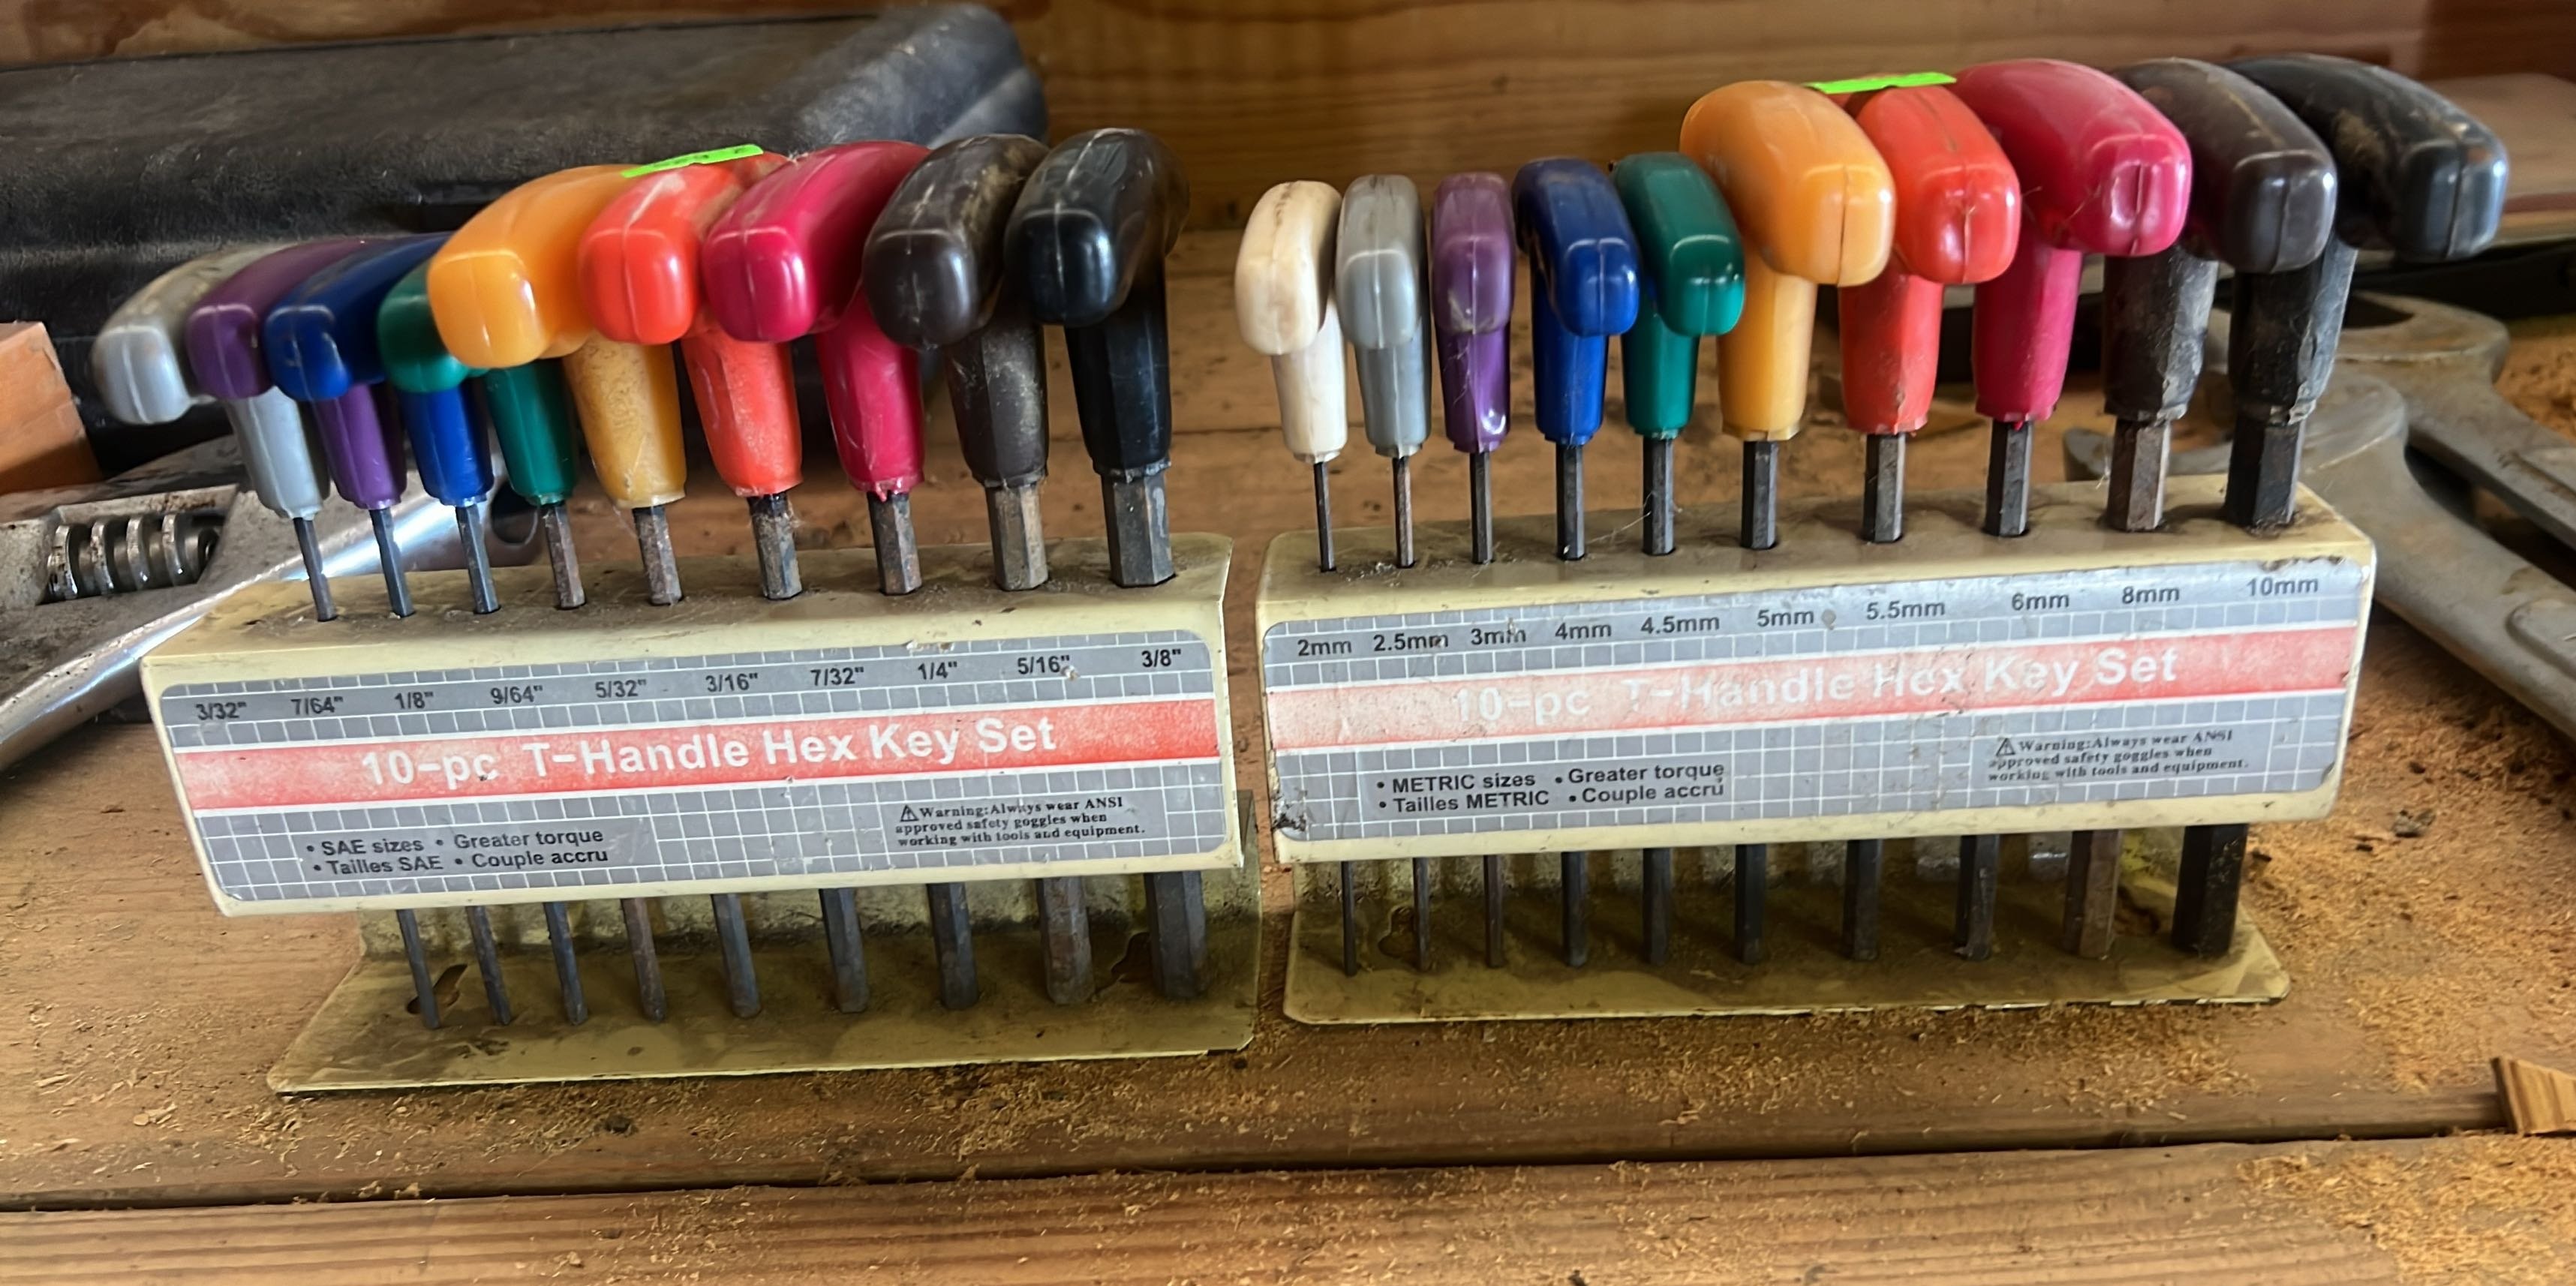 3/32" 7/64" 1/8" 9/64" 5/32" 3/16" 7/32" 1/4" 5/16" 3/8"
10-pc T-Handle Hex Key Set
• SAE sizes • Greater torque
• Tailles SAE • Couple accru
⚠Warning:Always wear ANSI
approved safety goggles when
working with tools and equipment.
2mm 2.5mm 3mm 4mm 4.5mm 5mm 5.5mm 6mm 8mm 10mm
10-pc T-Handle Hex Key Set
• METRIC sizes • Greater torque
• Tailles METRIC • Couple accru
⚠Warning:Always wear ANSI
approved safety goggles when
working with tools and equipment.